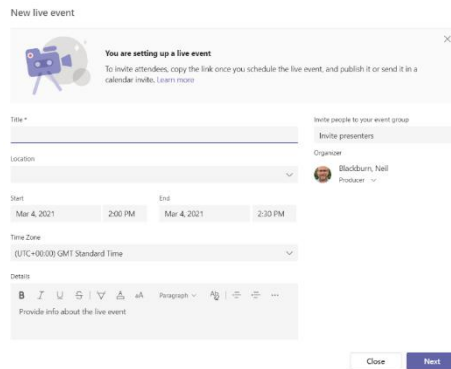 New live event
You are setting up a live event
To invite attendees, copy the link once you schedule the live event, and publish it or send it in a
calendar invite. Learn more
Title *
Invite people to your event group
Invite presenters
Location
Organizer
Blackburn, Neil
Producer
Start
End
Mar 4, 2021
2:00 PM
Mar 4, 2021
2:30 PM
Time Zone
(UTC+00:00) GMT Standard Time
Details
B I U S A aA Paragraph
Provide info about the live event
Close
Next